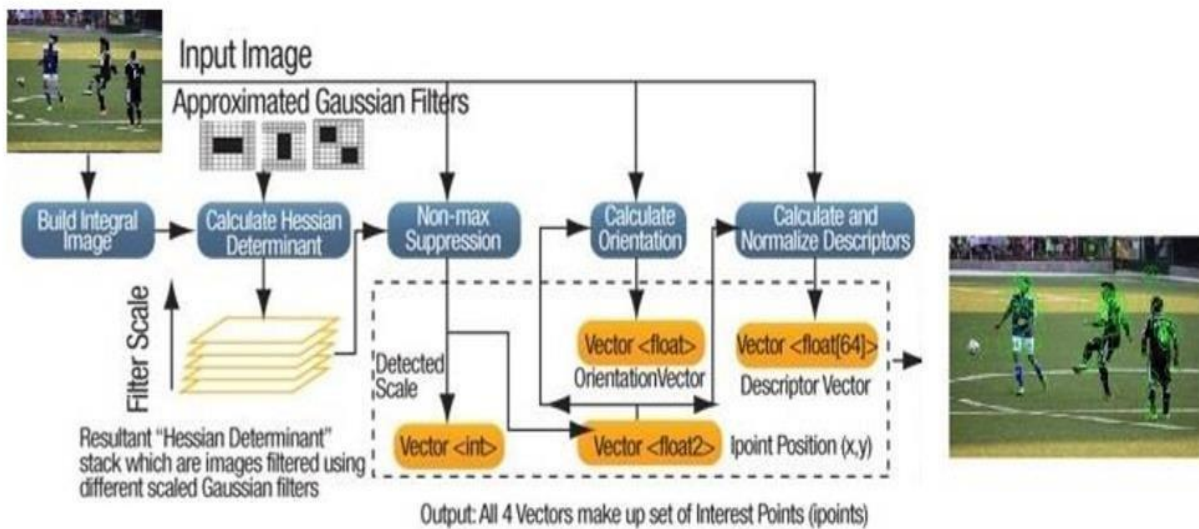 Input Image
Approximated Gaussian Filters
Build Integral
Image
Calculate Hessian
Determinant
Non-max
Suppression
Calculate
Orientation
Calculate and
Normalize Descriptors
Filter Scale
Detected
Scale
Vector <float>
OrientationVector
Vector <float[64]>
Descriptor Vector
Vector <int>
Vector <float2>
Ipoint Position (x,y)
Resultant “Hessian Determinant”
stack which are images filtered using
different scaled Gaussian filters
Output: All 4 Vectors make up set of Interest Points (ipoints)